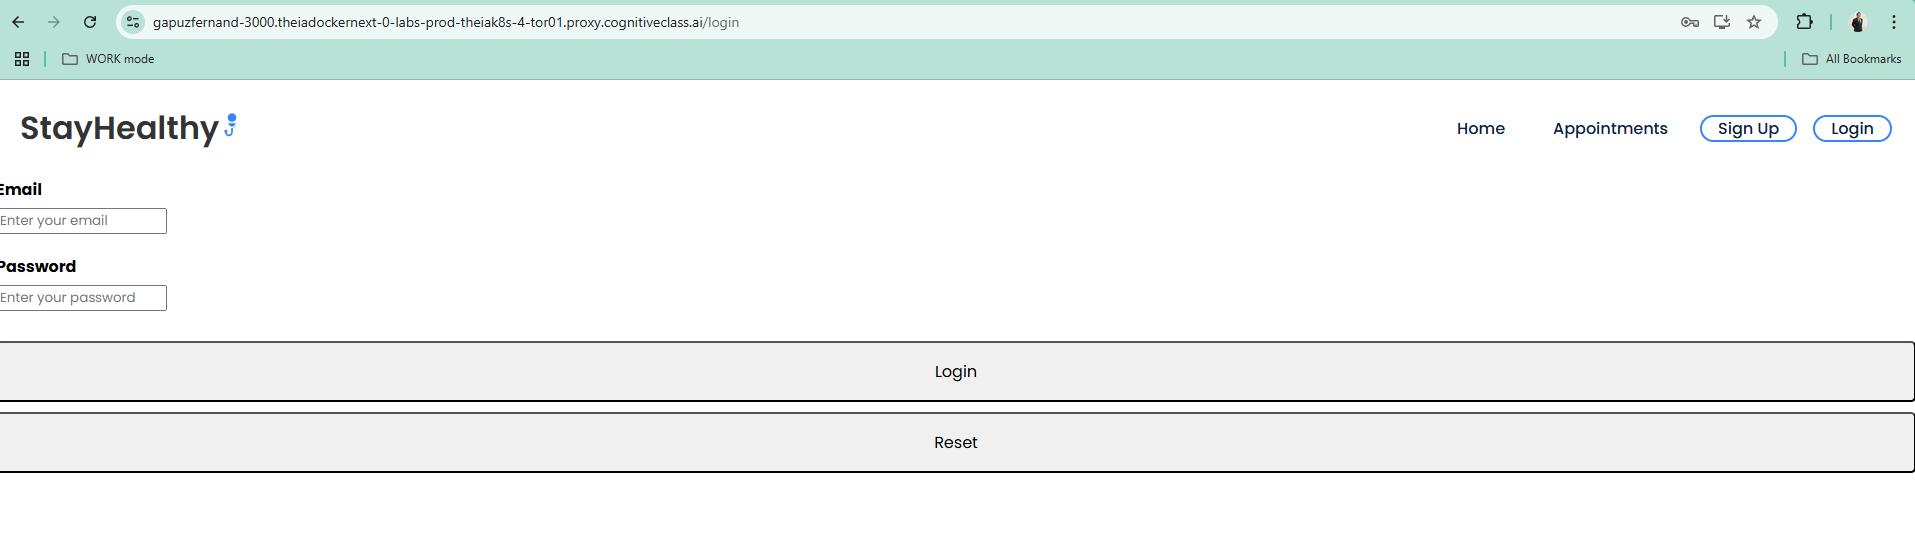 gapuzfernand-3000.theiadockernext-0-labs-prod-theiak8s-4-tor01.proxy.cognitiveclass.ai/login
WORK mode
All Bookmarks
StayHealthy
Home
Appointments
Sign Up
Login
Email
Enter your email
Password
Enter your password
Login
Reset